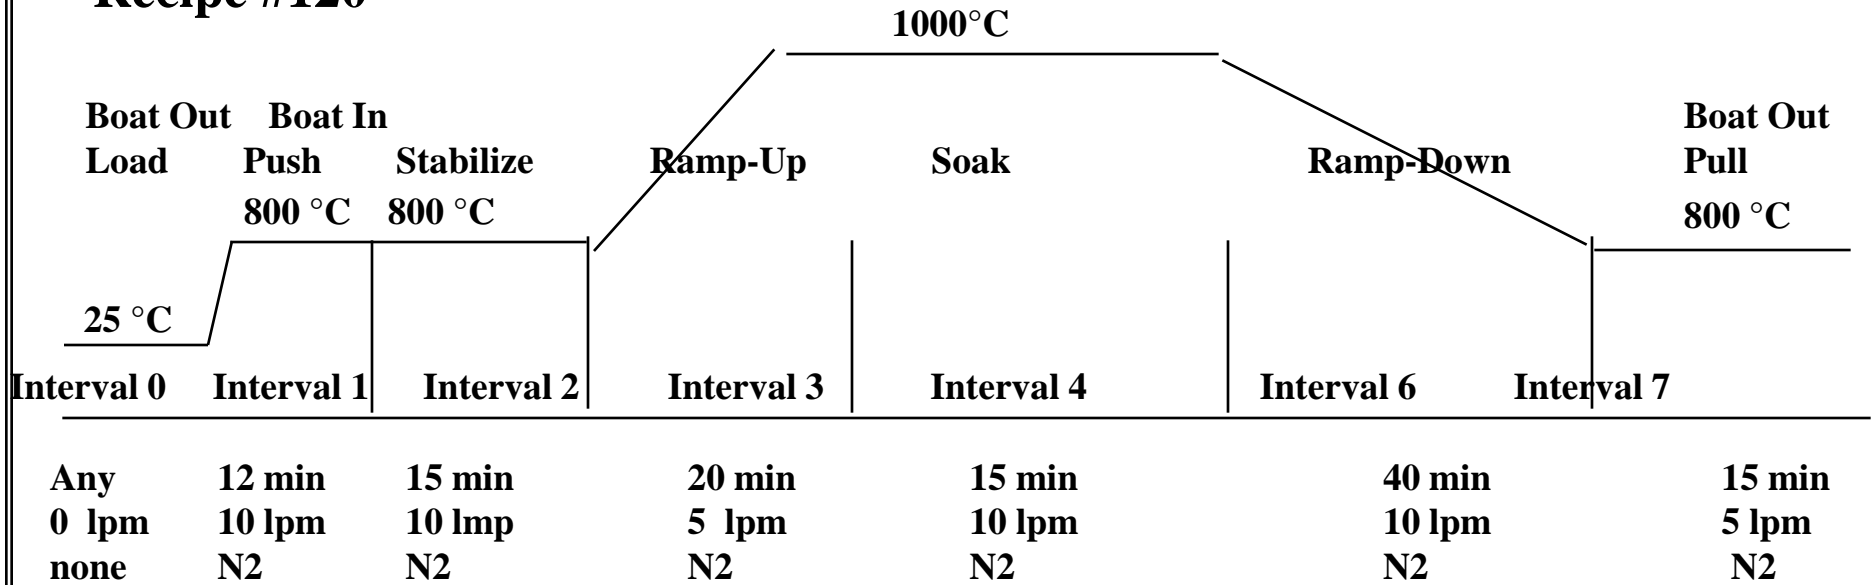 Recipe #120
1000°C
Boat Out Boat In Boat Out
Load Push Stabilize Ramp-Up Soak Ramp-Down Pull
800 °C 800 °C 800 °C
25 °C
Interval 0 Interval 1 Interval 2 Interval 3 Interval 4 Interval 6 Interval 7
Any 12 min 15 min 20 min 15 min 40 min 15 min
0 lpm 10 lpm 10 lmp 5 lpm 10 lpm 10 lpm 5 lpm
none N2 N2 N2 N2 N2 N2